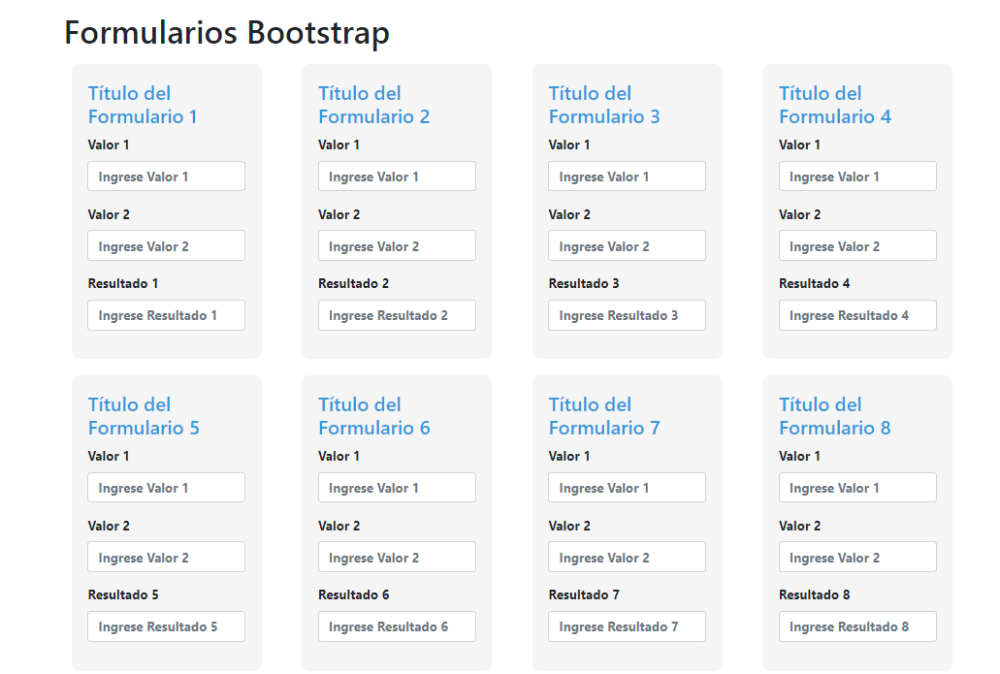 Formularios Bootstrap
Título del
Formulario 1
Valor 1
Ingrese Valor 1
Valor 2
Ingrese Valor 2
Resultado 1
Ingrese Resultado 1
Título del
Formulario 2
Valor 1
Ingrese Valor 1
Valor 2
Ingrese Valor 2
Resultado 2
Ingrese Resultado 2
Título del
Formulario 3
Valor 1
Ingrese Valor 1
Valor 2
Ingrese Valor 2
Resultado 3
Ingrese Resultado 3
Título del
Formulario 4
Valor 1
Ingrese Valor 1
Valor 2
Ingrese Valor 2
Resultado 4
Ingrese Resultado 4
Título del
Formulario 5
Valor 1
Ingrese Valor 1
Valor 2
Ingrese Valor 2
Resultado 5
Ingrese Resultado 5
Título del
Formulario 6
Valor 1
Ingrese Valor 1
Valor 2
Ingrese Valor 2
Resultado 6
Ingrese Resultado 6
Título del
Formulario 7
Valor 1
Ingrese Valor 1
Valor 2
Ingrese Valor 2
Resultado 7
Ingrese Resultado 7
Título del
Formulario 8
Valor 1
Ingrese Valor 1
Valor 2
Ingrese Valor 2
Resultado 8
Ingrese Resultado 8